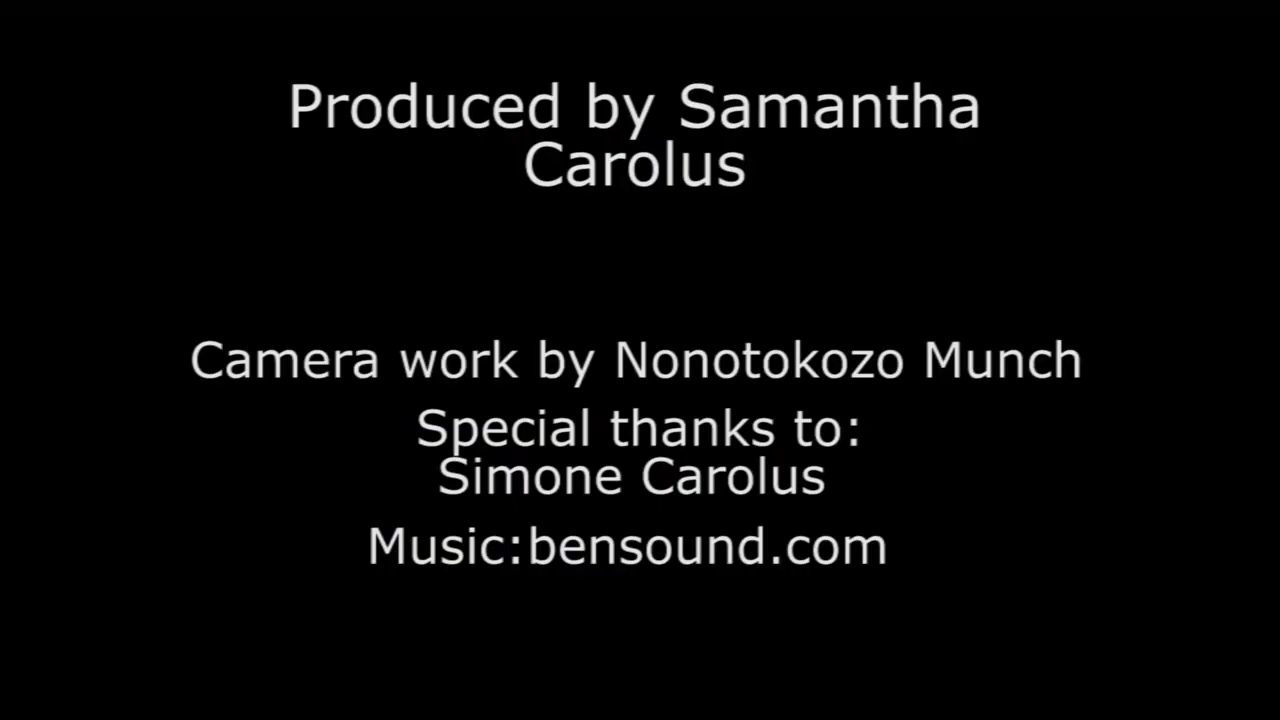 Produced by Samantha
Carolus
Camera work by Nonotokozo Munch
Special thanks to:
Simone Carolus
Music:bensound.com